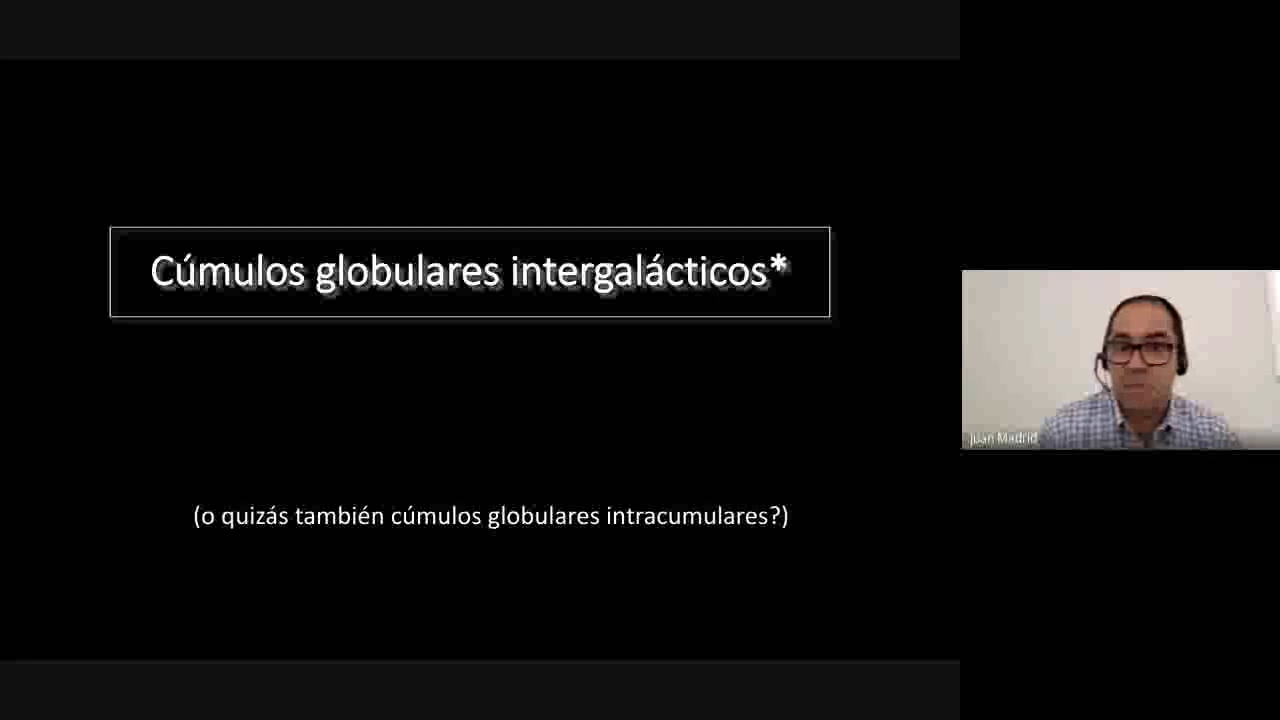 Cúmulos globulares intergalácticos*
(o quizás también cúmulos globulares intracumulares?)
juan Madrid